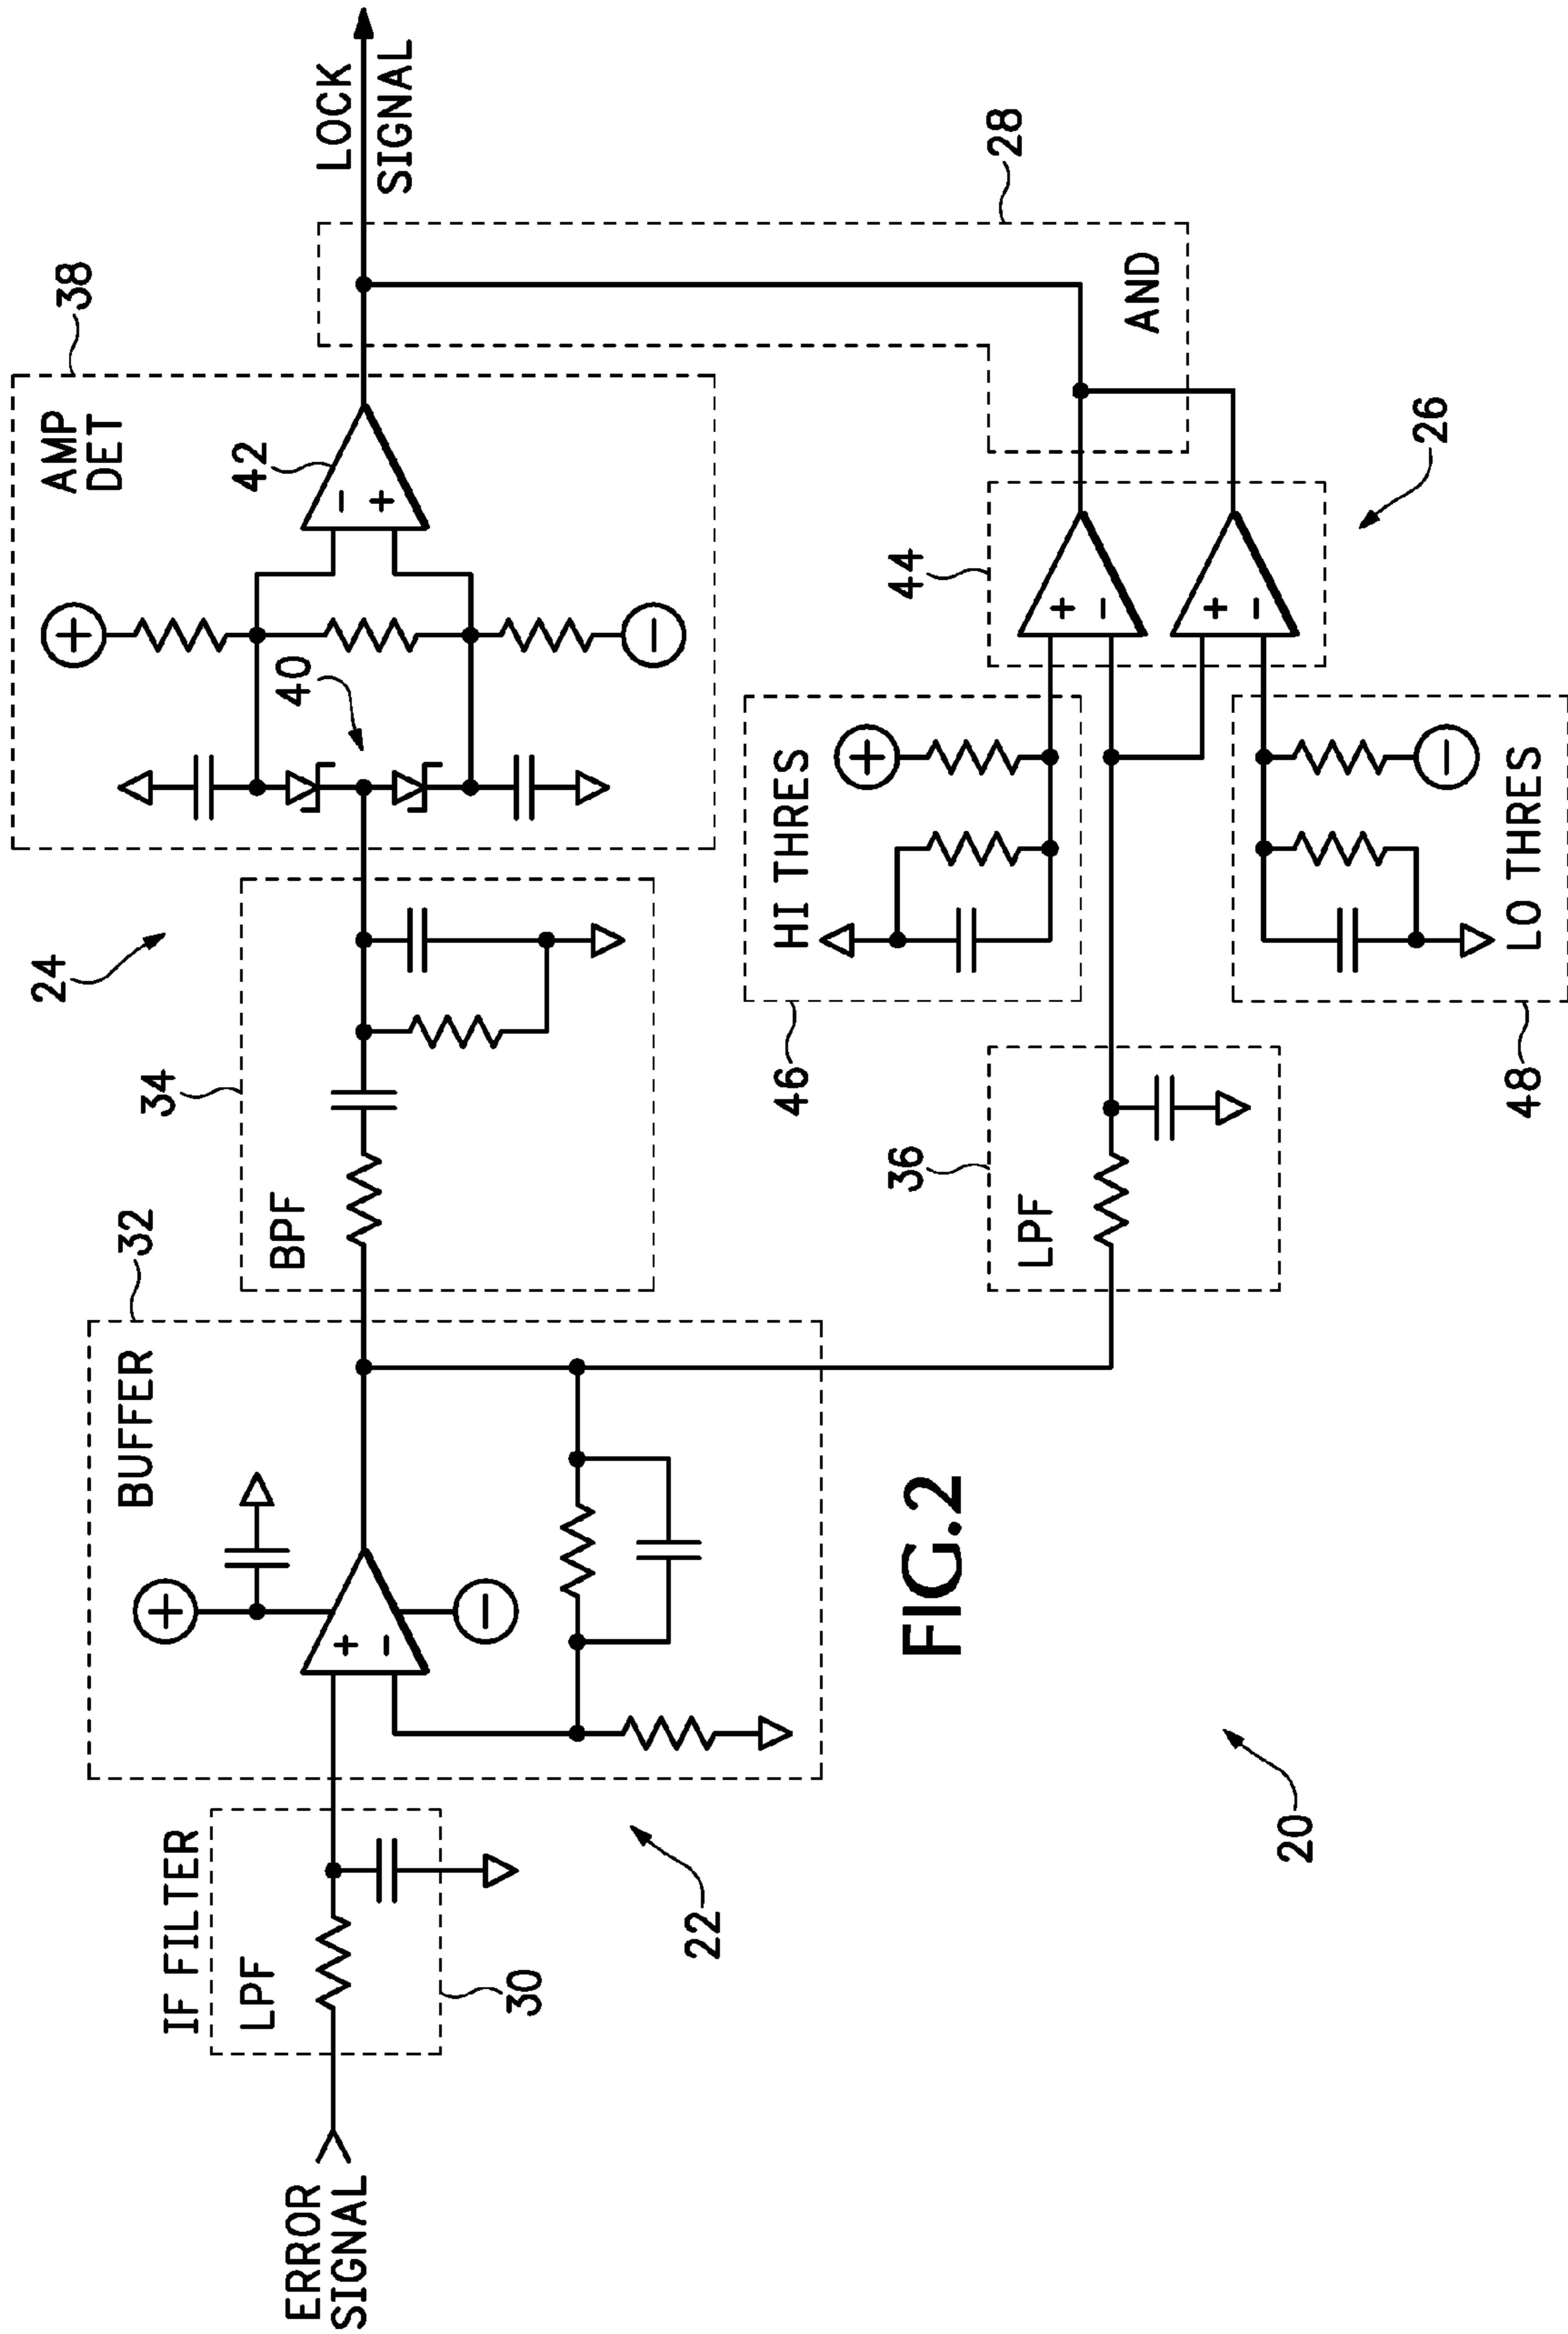 ERROR
SIGNAL
IF FILTER
LPF
30
22
BUFFER
32
+
-
+
-
24
34
BPF
38
AMP
DET
40
42
+
-
-
+
LOCK
SIGNAL
28
AND
36
LPF
46
HI THRES
+
44
+
-
+
-
26
48
LO THRES
-
20
FIG.2